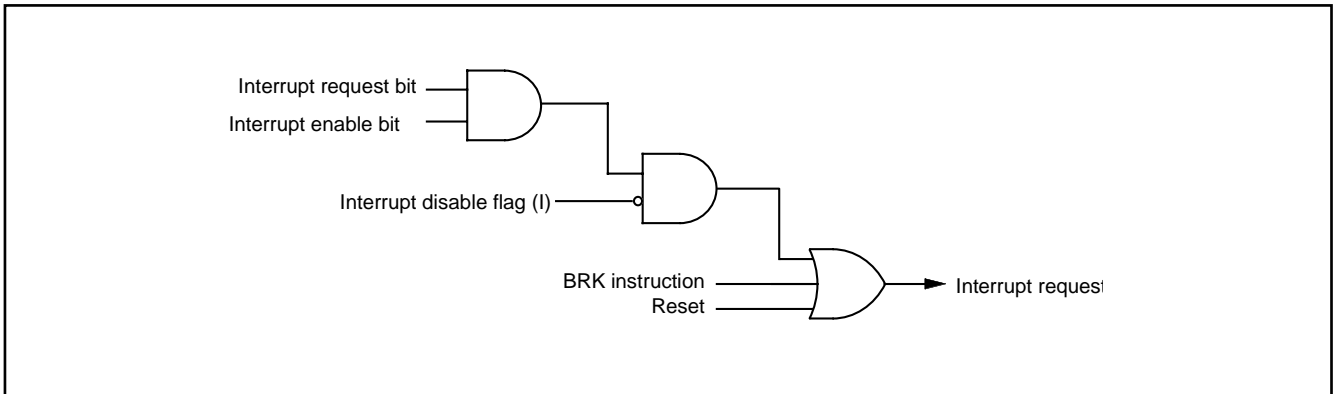 Interrupt request bit
Interrupt enable bit
Interrupt disable flag (I)
BRK instruction
Reset
Interrupt request